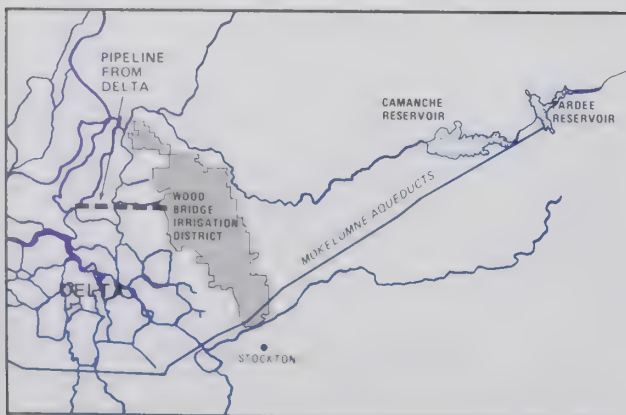 PIPELINE
FROM
DELTA
CAMANCHE
RESERVOIR
PARDEE
RESERVOIR
WOOD
BRIDGE
IRRIGATION
DISTRICT
MOKELUMNE AQUEDUCTS
DELTA
STOCKTON